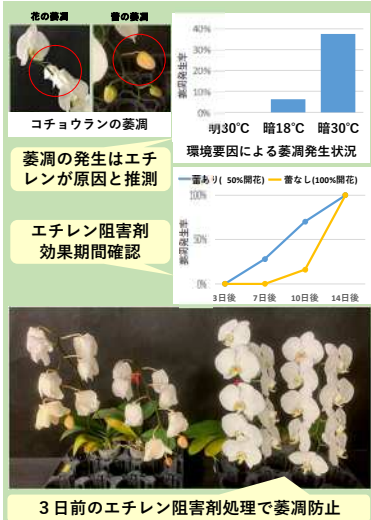 花の萎凋
蕾の萎凋
コチョウランの萎凋
萎凋発生率
40%
30%
20%
10%
0%
明30℃ 暗18℃ 暗30℃
環境要因による萎凋発生状況
萎凋の発生はエチ
レンが原因と推測
エチレン阻害剤
効果期間確認
蕾あり( 50%開花) 蕾なし(100%開花)
萎凋発生率
100%
50%
0%
3日後 7日後 10日後 14日後
3日前のエチレン阻害剤処理で萎凋防止